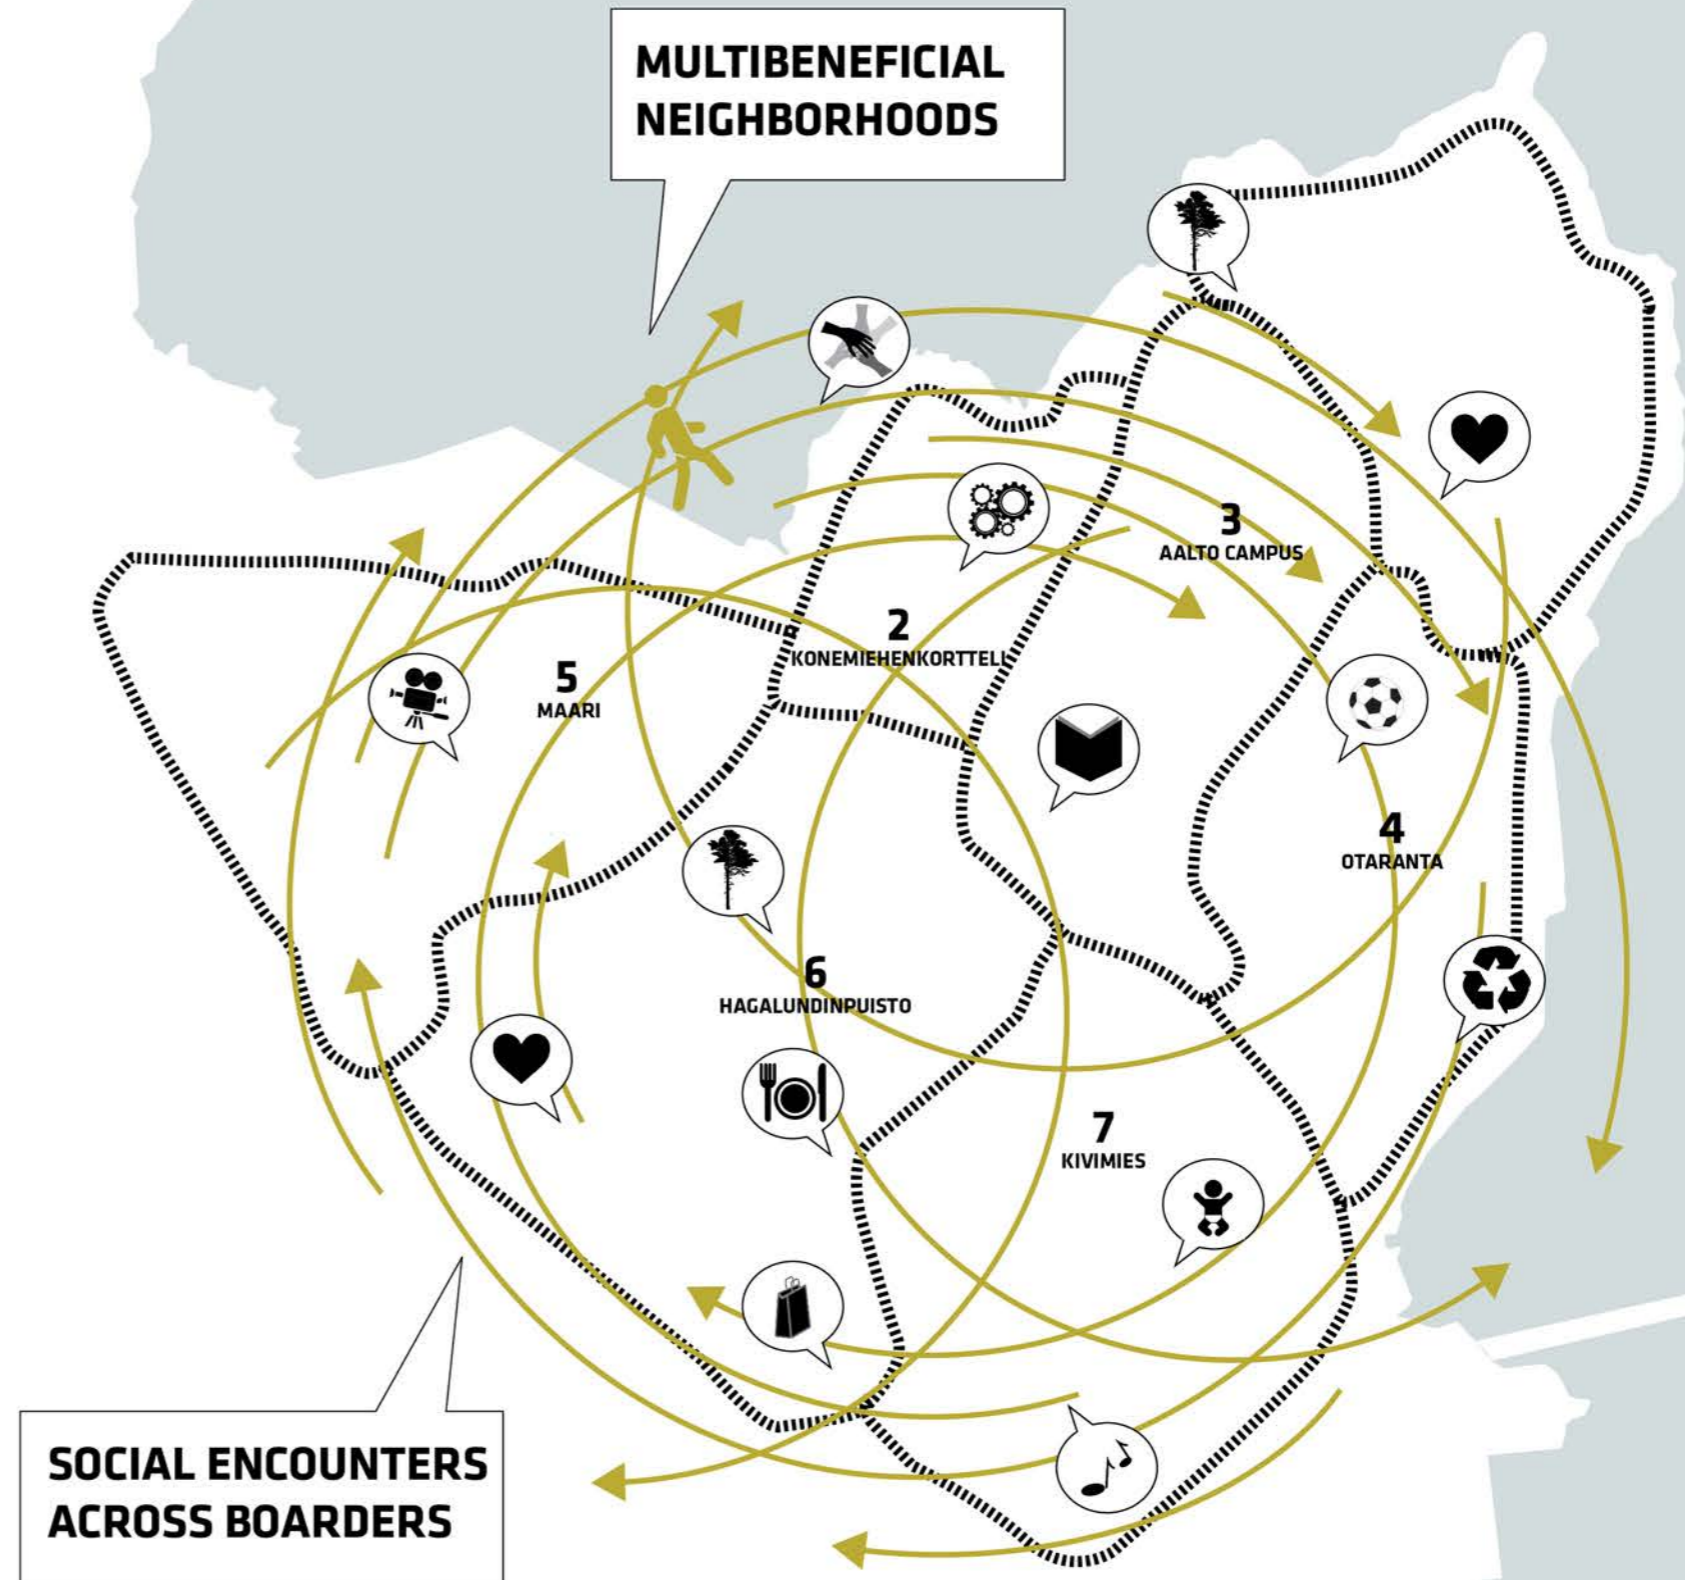 MULTIBENEFICIAL
NEIGHBORHOODS
3
AALTO CAMPUS
2
KONEMIEHENKORTTELI
5
MAARI
4
OTARANTA
6
HAGALUNDINPUISTO
7
KIVIMIES
SOCIAL ENCOUNTERS
ACROSS BOARDERS